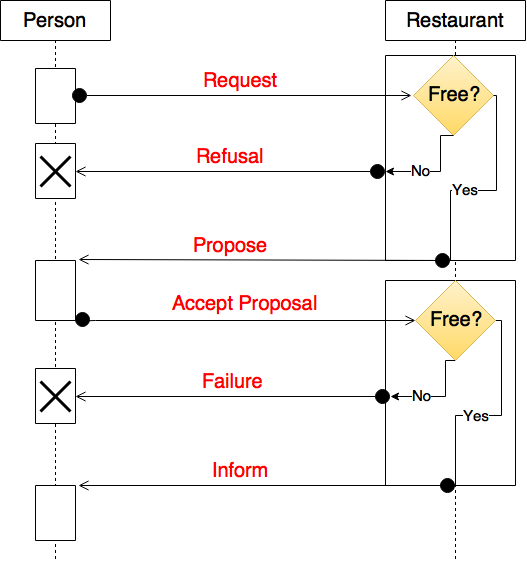 Person
Restaurant
Request
Free?
Refusal
No
Yes
Propose
Accept Proposal
Free?
Failure
No
Yes
Inform